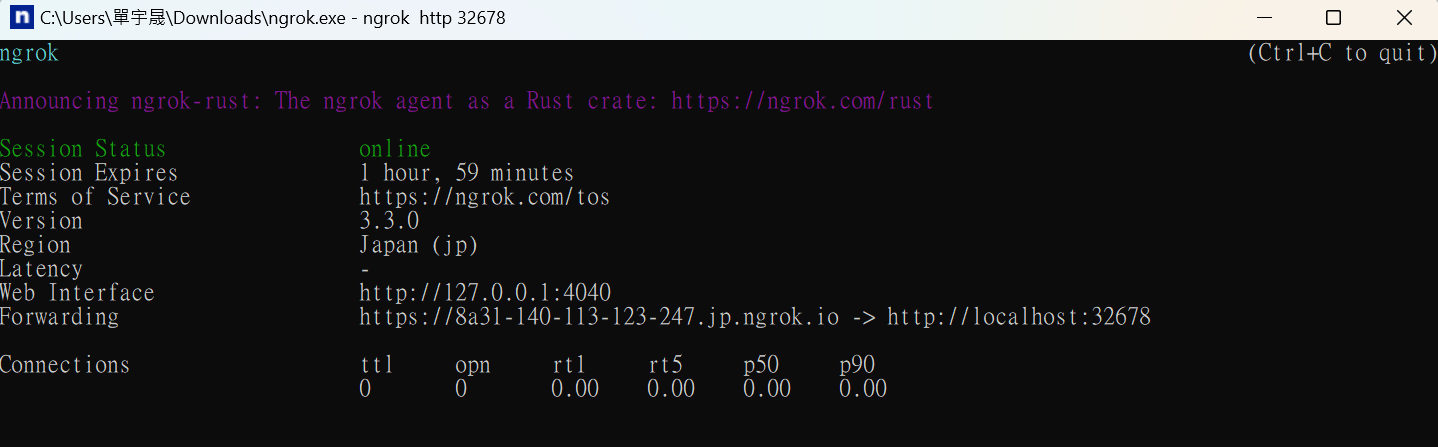 C:\Users\單宇晟\Downloads\ngrok.exe - ngrok  http 32678
ngrok (Ctrl+C to quit)
Announcing ngrok-rust: The ngrok agent as a Rust crate: https://ngrok.com/rust
Session Status online
Session Expires 1 hour, 59 minutes
Terms of Service https://ngrok.com/tos
Version 3.3.0
Region Japan (jp)
Latency -
Web Interface http://127.0.0.1:4040
Forwarding https://8a31-140-113-123-247.jp.ngrok.io -> http://localhost:32678
Connections ttl opn rt1 rt5 p50 p90
0 0 0.00 0.00 0.00 0.00